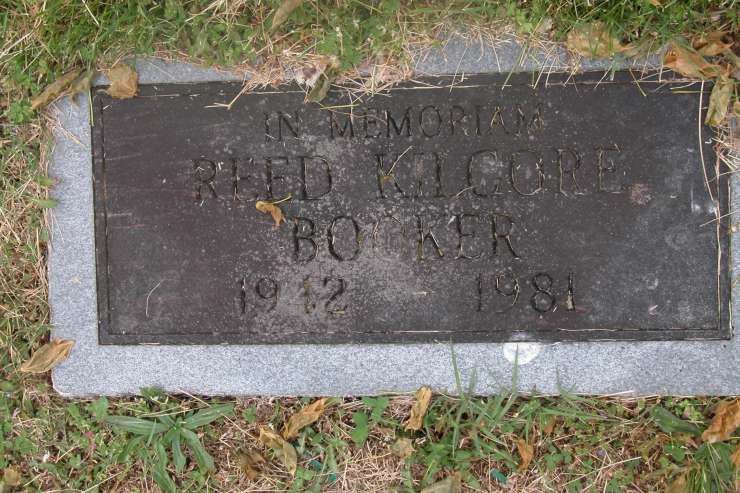 IN MEMORIAM
REED KILGORE
BOOKER
1942 1981